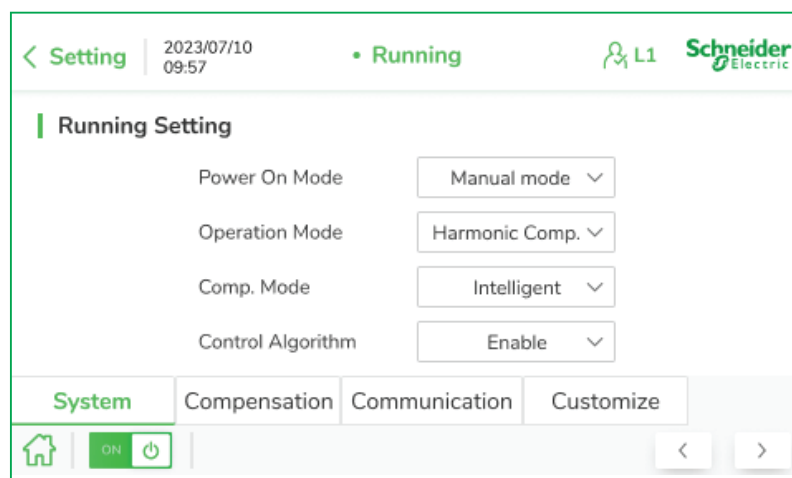 Setting
2023/07/10
09:57
• Running
L1
Schneider
Electric
Running Setting
Power On Mode
Manual mode
Operation Mode
Harmonic Comp.
Comp. Mode
Intelligent
Control Algorithm
Enable
System
Compensation
Communication
Customize
ON